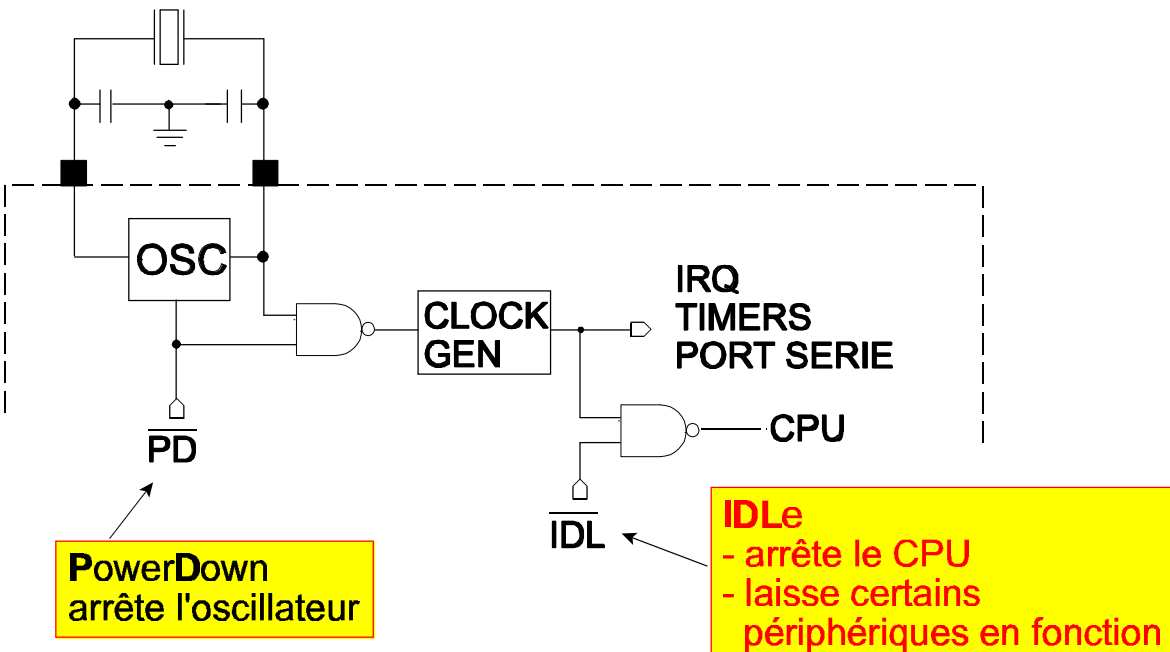 OSC
CLOCK
GEN
IRQ
TIMERS
PORT SERIE
CPU
PD
IDL
PowerDown
arrête l'oscillateur
IDLe
- arrête le CPU
- laisse certains
périphériques en fonction